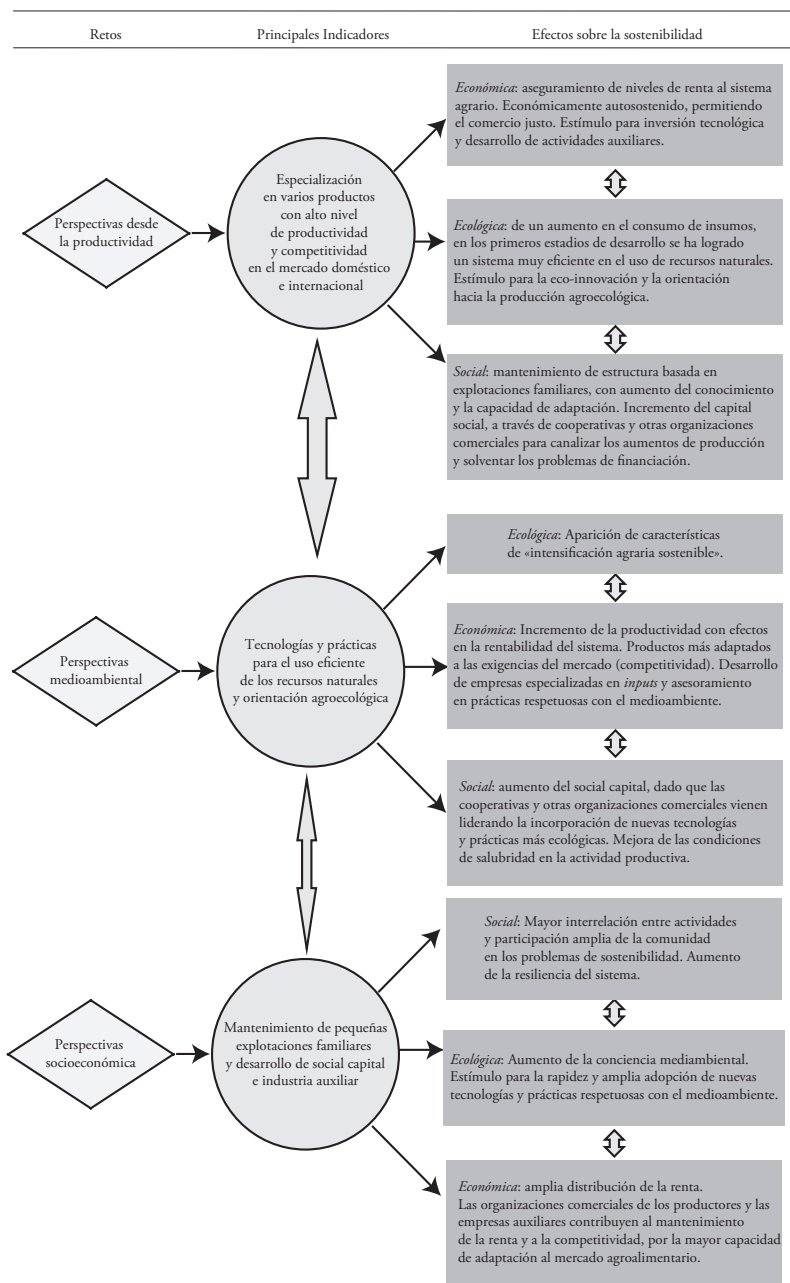 Retos
Principales Indicadores
Efectos sobre la sostenibilidad
Perspectivas desde
la productividad
Especialización
en varios productos
con alto nivel
de productividad
y competitividad
en el mercado doméstico
e internacional
Económica: aseguramiento de niveles de renta al sistema
agrario. Económicamente autosostenido, permitiendo
el comercio justo. Estímulo para inversión tecnológica
y desarrollo de actividades auxiliares.
Ecológica: de un aumento en el consumo de insumos,
en los primeros estadios de desarrollo se ha logrado
un sistema muy eficiente en el uso de recursos naturales.
Estímulo para la eco-innovación y la orientación
hacia la producción agroecológica.
Social: mantenimiento de estructura basada en
explotaciones familiares, con aumento del conocimiento
y la capacidad de adaptación. Incremento del capital
social, a través de cooperativas y otras organizaciones
comerciales para canalizar los aumentos de producción
y solventar los problemas de financiación.
Perspectivas
medioambiental
Tecnologías y prácticas
para el uso eficiente
de los recursos naturales
y orientación agroecológica
Ecológica: Aparición de características
de «intensificación agraria sostenible».
Económica: Incremento de la productividad con efectos
en la rentabilidad del sistema. Productos más adaptados
a las exigencias del mercado (competitividad). Desarrollo
de empresas especializadas en inputs y asesoramiento
en prácticas respetuosas con el medioambiente.
Social: aumento del social capital, dado que las
cooperativas y otras organizaciones comerciales vienen
liderando la incorporación de nuevas tecnologías
y prácticas más ecológicas. Mejora de las condiciones
de salubridad en la actividad productiva.
Perspectivas
socioeconómica
Mantenimiento de pequeñas
explotaciones familiares
y desarrollo de social capital
e industria auxiliar
Social: Mayor interrelación entre actividades
y participación amplia de la comunidad
en los problemas de sostenibilidad. Aumento
de la resiliencia del sistema.
Ecológica: Aumento de la conciencia mediambiental.
Estímulo para la rapidez y amplia adopción de nuevas
tecnologías y prácticas respetuosas con el medioambiente.
Económica: amplia distribución de la renta.
Las organizaciones comerciales de los productores y las
empresas auxiliares contribuyen al mantenimiento
de la renta y a la competitividad, por la mayor capacidad
de adaptación al mercado agroalimentario.